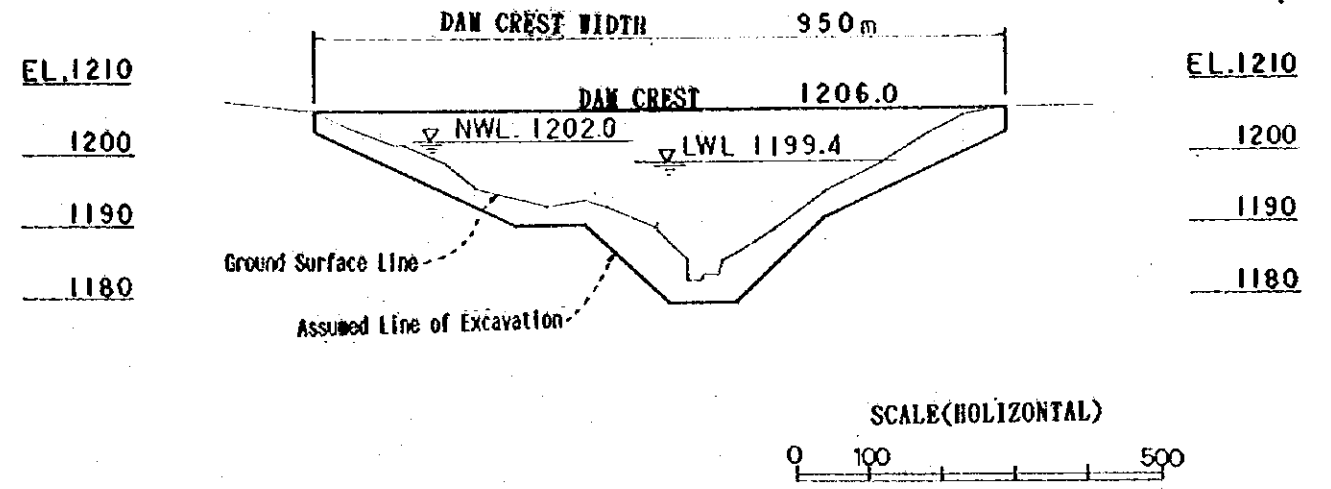 DAM CREST WIDTH 950m
EL.1210 EL.1210
DAM CREST 1206.0
1200 NWL. 1202.0 LWL 1199.4 1200
1190 1190
Ground Surface Line
1180 1180
Assumed Line of Excavation
SCALE(HOLIZONTAL)
0 100 500